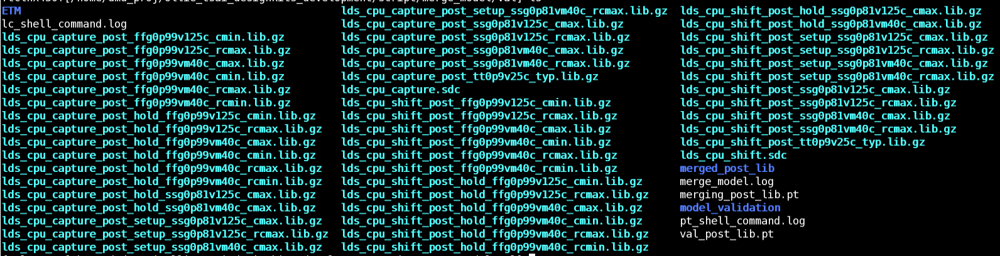 ETM lds_cpu_capture_post_setup_ssg0p81vm40c_rcmax.lib.gz lds_cpu_shift_post_hold_ssg0p81v125c_cmax.lib.gz
lc_shell_command.log lds_cpu_capture_post_ssg0p81v125c_cmax.lib.gz lds_cpu_shift_post_hold_ssg0p81vm40c_cmax.lib.gz
lds_cpu_capture_post_ffg0p99v125c_cmin.lib.gz lds_cpu_capture_post_ssg0p81v125c_rcmax.lib.gz lds_cpu_shift_post_setup_ssg0p81v125c_cmax.lib.gz
lds_cpu_capture_post_ffg0p99v125c_rcmax.lib.gz lds_cpu_capture_post_ssg0p81vm40c_cmax.lib.gz lds_cpu_shift_post_setup_ssg0p81v125c_rcmax.lib.gz
lds_cpu_capture_post_ffg0p99vm40c_cmax.lib.gz lds_cpu_capture_post_ssg0p81vm40c_rcmax.lib.gz lds_cpu_shift_post_setup_ssg0p81vm40c_cmax.lib.gz
lds_cpu_capture_post_ffg0p99vm40c_cmin.lib.gz lds_cpu_capture_post_tt0p9v25c_typ.lib.gz lds_cpu_shift_post_setup_ssg0p81vm40c_rcmax.lib.gz
lds_cpu_capture_post_ffg0p99vm40c_rcmax.lib.gz lds_cpu_capture.sdc lds_cpu_shift_post_ssg0p81v125c_cmax.lib.gz
lds_cpu_capture_post_ffg0p99vm40c_rcmin.lib.gz lds_cpu_shift_post_ffg0p99v125c_cmin.lib.gz lds_cpu_shift_post_ssg0p81v125c_rcmax.lib.gz
lds_cpu_capture_post_hold_ffg0p99v125c_cmin.lib.gz lds_cpu_shift_post_ffg0p99v125c_rcmax.lib.gz lds_cpu_shift_post_ssg0p81vm40c_cmax.lib.gz
lds_cpu_capture_post_hold_ffg0p99v125c_rcmax.lib.gz lds_cpu_shift_post_ffg0p99vm40c_cmax.lib.gz lds_cpu_shift_post_ssg0p81vm40c_rcmax.lib.gz
lds_cpu_capture_post_hold_ffg0p99vm40c_cmax.lib.gz lds_cpu_shift_post_ffg0p99vm40c_cmin.lib.gz lds_cpu_shift_post_tt0p9v25c_typ.lib.gz
lds_cpu_capture_post_hold_ffg0p99vm40c_cmin.lib.gz lds_cpu_shift_post_ffg0p99vm40c_rcmax.lib.gz lds_cpu_shift.sdc
lds_cpu_capture_post_hold_ffg0p99vm40c_rcmax.lib.gz lds_cpu_shift_post_ffg0p99vm40c_rcmin.lib.gz merged_post_lib
lds_cpu_capture_post_hold_ffg0p99vm40c_rcmin.lib.gz lds_cpu_shift_post_hold_ffg0p99v125c_cmin.lib.gz merge_model.log
lds_cpu_capture_post_hold_ssg0p81v125c_cmax.lib.gz lds_cpu_shift_post_hold_ffg0p99v125c_rcmax.lib.gz merging_post_lib.pt
lds_cpu_capture_post_hold_ssg0p81vm40c_cmax.lib.gz lds_cpu_shift_post_hold_ffg0p99vm40c_cmax.lib.gz model_validation
lds_cpu_capture_post_setup_ssg0p81v125c_cmax.lib.gz lds_cpu_shift_post_hold_ffg0p99vm40c_cmin.lib.gz pt_shell_command.log
lds_cpu_capture_post_setup_ssg0p81v125c_rcmax.lib.gz lds_cpu_shift_post_hold_ffg0p99vm40c_rcmax.lib.gz val_post_lib.pt
lds_cpu_capture_post_setup_ssg0p81vm40c_cmax.lib.gz lds_cpu_shift_post_hold_ffg0p99vm40c_rcmin.lib.gz